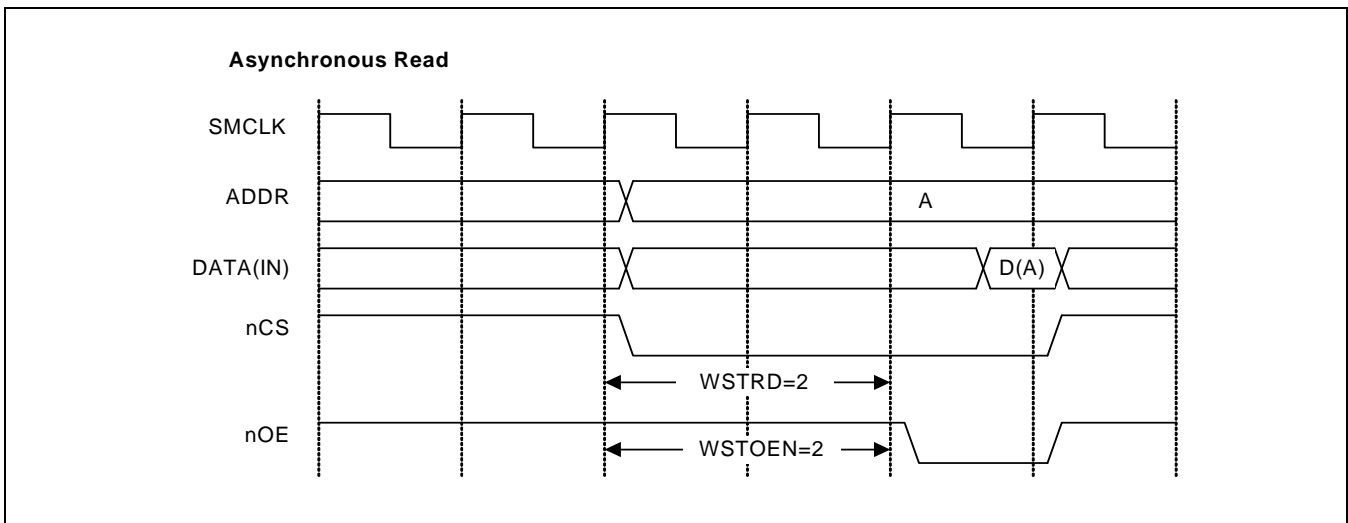 Asynchronous Read
SMCLK
ADDR
A
DATA(IN)
D(A)
nCS
WSTRD=2
nOE
WSTOEN=2